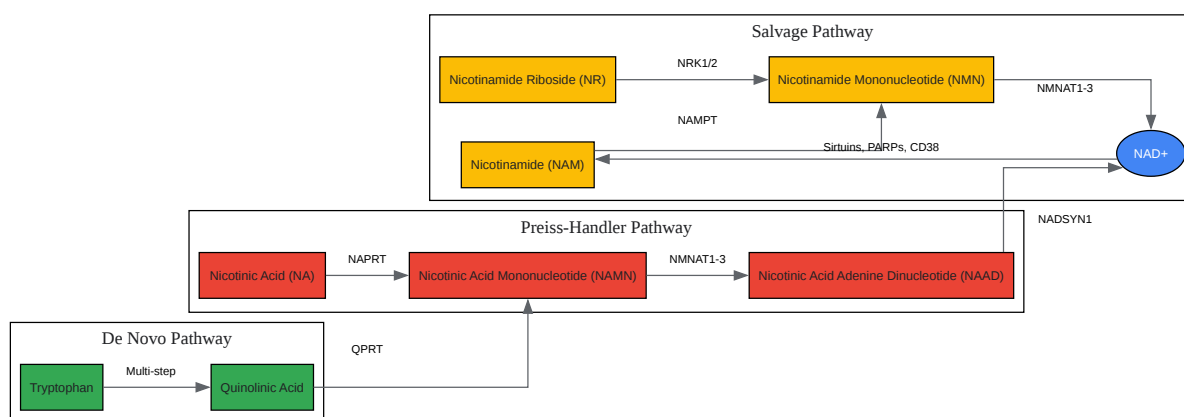 Salvage Pathway
Nicotinamide Riboside (NR)
NRK1/2
Nicotinamide Mononucleotide (NMN)
NMNAT1-3
NAMPT
Nicotinamide (NAM)
Sirtuins, PARPs, CD38
NAD+
Preiss-Handler Pathway
NADSYN1
Nicotinic Acid (NA)
NAPRT
Nicotinic Acid Mononucleotide (NAMN)
NMNAT1-3
Nicotinic Acid Adenine Dinucleotide (NAAD)
De Novo Pathway
QPRT
Tryptophan
Multi-step
Quinolinic Acid